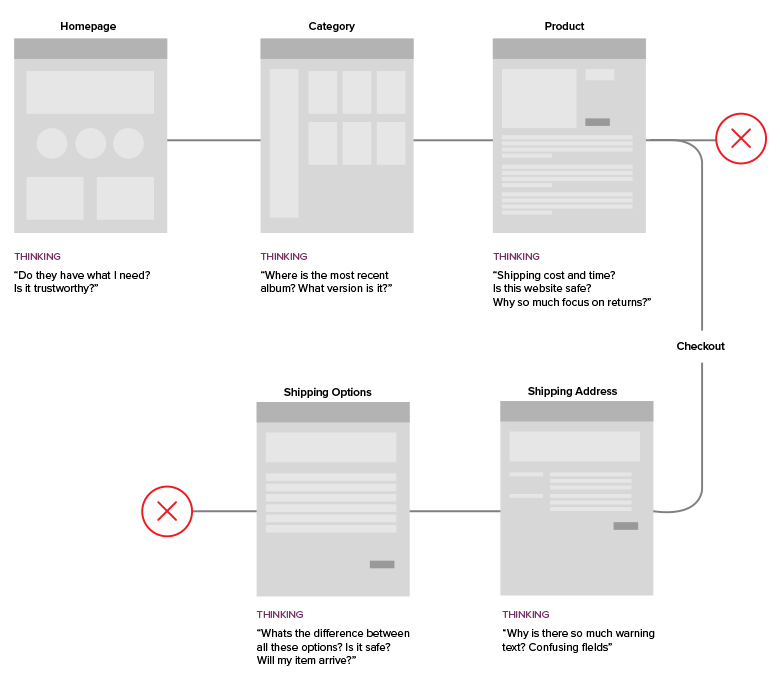 Homepage
Category
Product
THINKING
“Do they have what I need?
Is it trustworthy?”
THINKING
“Where is the most recent
album? What version is it?”
THINKING
“Shipping cost and time?
Is this website safe?
Why so much focus on returns?”
Checkout
Shipping Options
Shipping Address
THINKING
“Whats the difference between
all these options? Is it safe?
Will my item arrive?”
THINKING
“Why is there so much warning
text? Confusing fields”